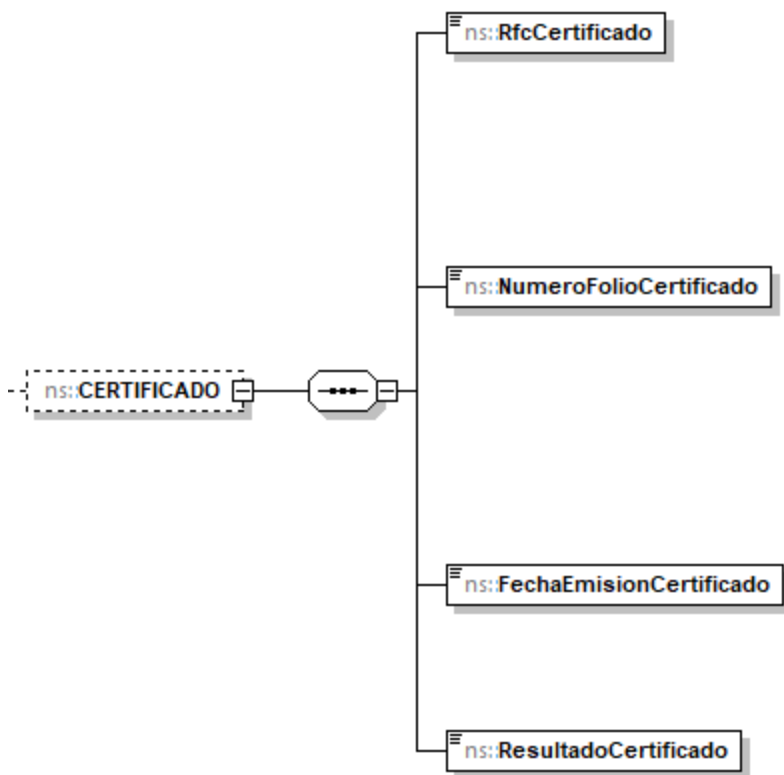 ns:RfcCertificado
ns:NumeroFolioCertificado
ns:CERTIFICADO
ns:FechaEmisionCertificado
ns:ResultadoCertificado